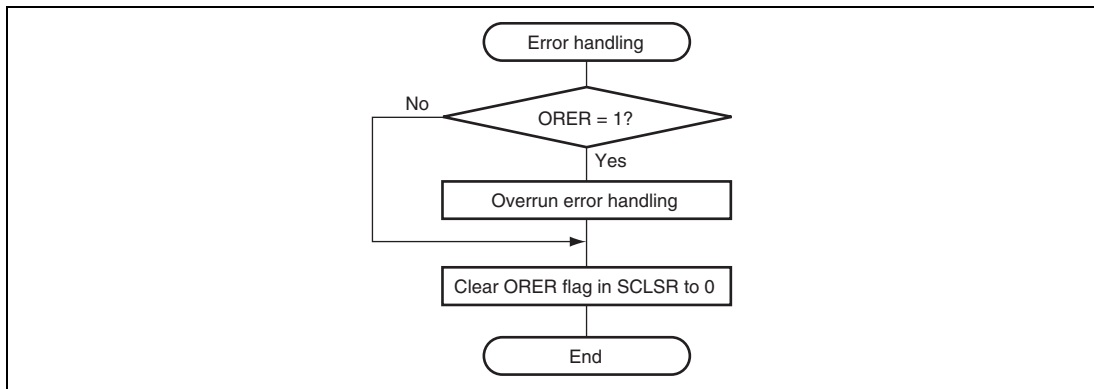 Error handling
No
ORER = 1?
Yes
Overrun error handling
Clear ORER flag in SCLSR to 0
End